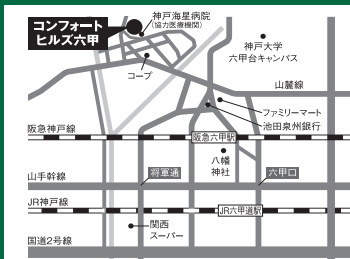 コンフォート
ヒルズ六甲
神戸海星病院
(協力医療機関)
神戸大学
六甲台キャンパス
コープ
山麓線
ファミリーマート
池田泉州銀行
阪急神戸線
阪急六甲駅
八幡
神社
山手幹線
将軍通
六甲口
JR神戸線
JR六甲道駅
関西
スーパー
国道2号線